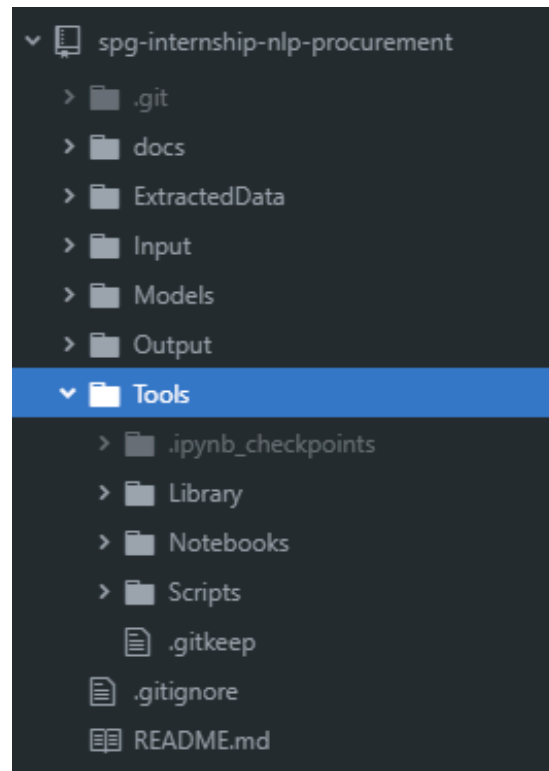 spg-internship-nlp-procurement
.git
docs
ExtractedData
Input
Models
Output
Tools
.ipynb_checkpoints
Library
Notebooks
Scripts
.gitkeep
.gitignore
README.md